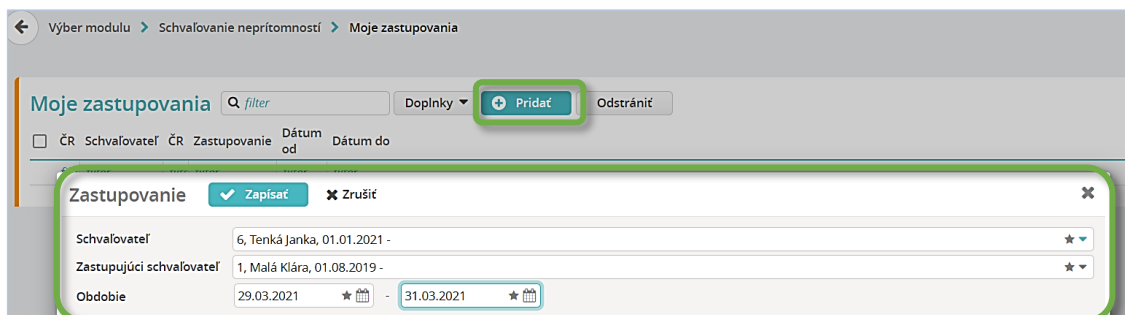 Výber modulu > Schvaľovanie neprítomností > Moje zastupovania
Moje zastupovania filter Doplnky Pridať Odstrániť
ČR Schvaľovateľ ČR Zastupovanie Dátum od Dátum do
Zastupovanie Zapísať Zrušiť
Schvaľovateľ 6, Tenká Janka, 01.01.2021 -
Zastupujúci schvaľovateľ 1, Malá Klára, 01.08.2019 -
Obdobie 29.03.2021 - 31.03.2021